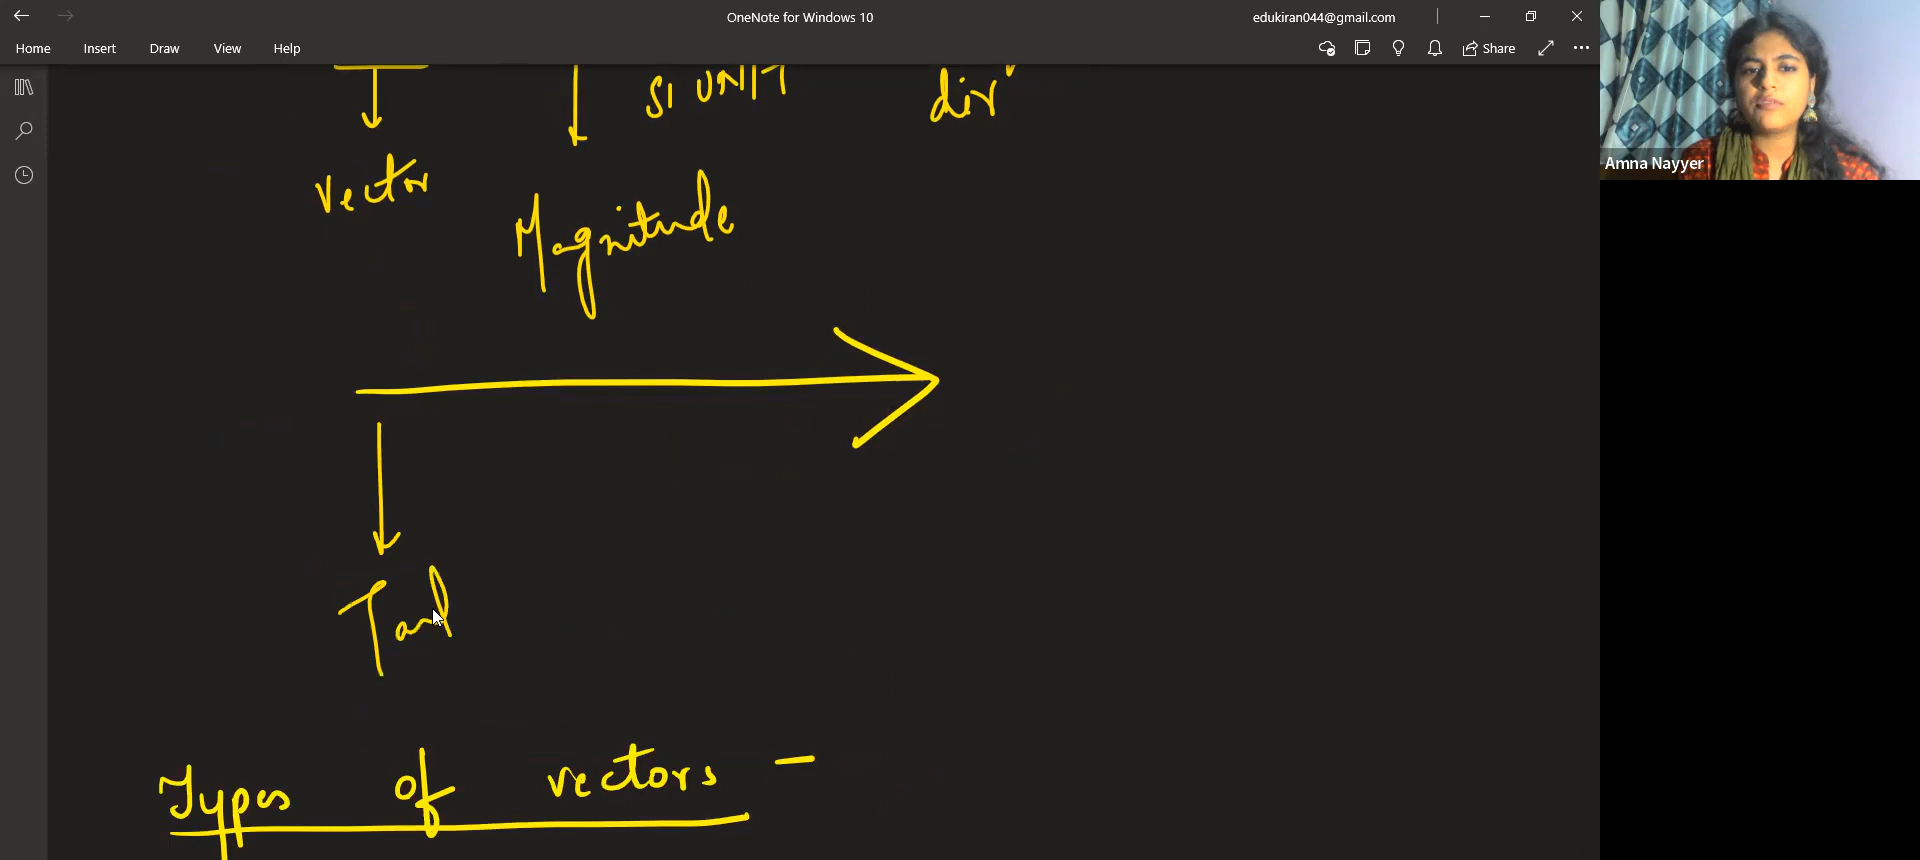 OneNote for Windows 10
edukiran044@gmail.com
Home Insert Draw View Help
Share
SI UNIT
dirⁿ
vector
Magnitude
Tail
Types of vectors –
Amna Nayyer